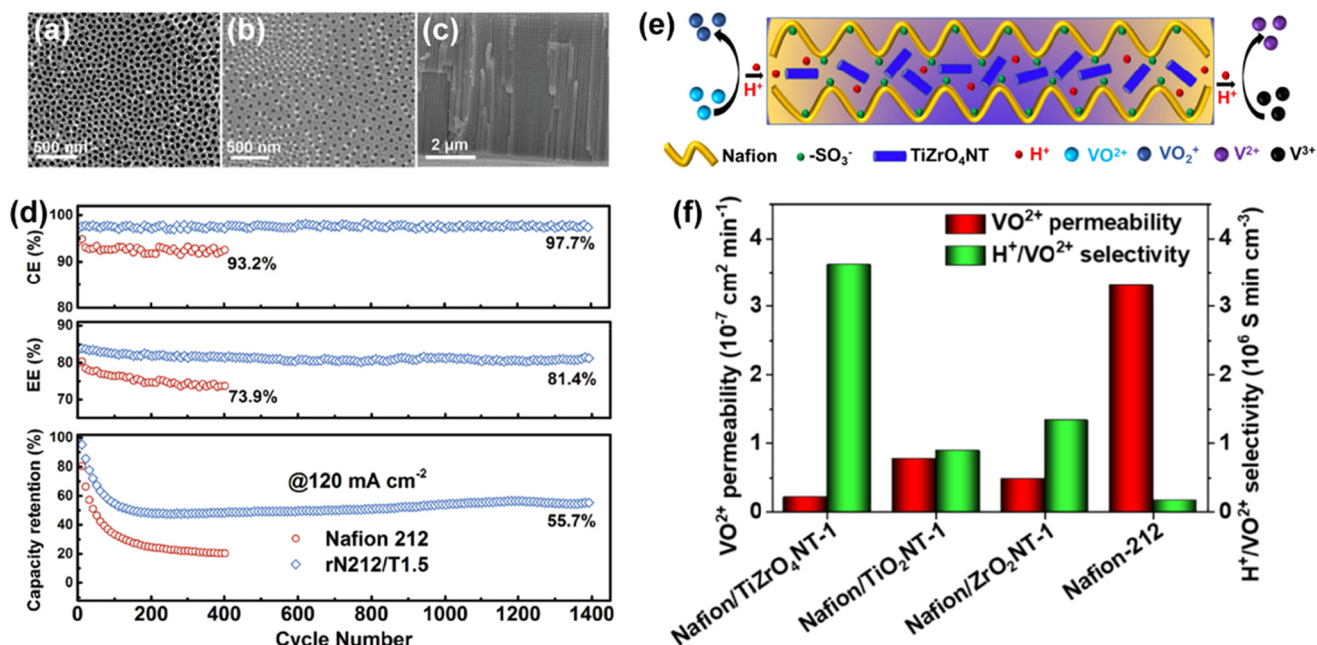 (a)
500 nm
(b)
500 nm
(c)
2 μm
(d)
CE (%)
100
90
80
93.2%
97.7%
EE (%)
90
80
70
73.9%
81.4%
Capacity retention (%)
100
80
60
40
20
0
@120 mA cm⁻²
Nafion 212
rN212/T1.5
55.7%
0 200 400 600 800 1000 1200 1400
Cycle Number
(e)
VO₂⁺
V²⁺
H⁺
H⁺
Nafion -SO₃⁻ TiZrO₄NT H⁺ VO²⁺ VO₂⁺ V²⁺ V³⁺
(f)
VO²⁺ permeability
H⁺/VO²⁺ selectivity
VO²⁺ permeability (10⁻⁷ cm² min⁻¹)
4
3
2
1
0
H⁺/VO²⁺ selectivity (10⁶ S min cm⁻³)
4
3
2
1
0
Nafion/TiZrO₄NT-1
Nafion/TiO₂NT-1
Nafion/ZrO₂NT-1
Nafion-212